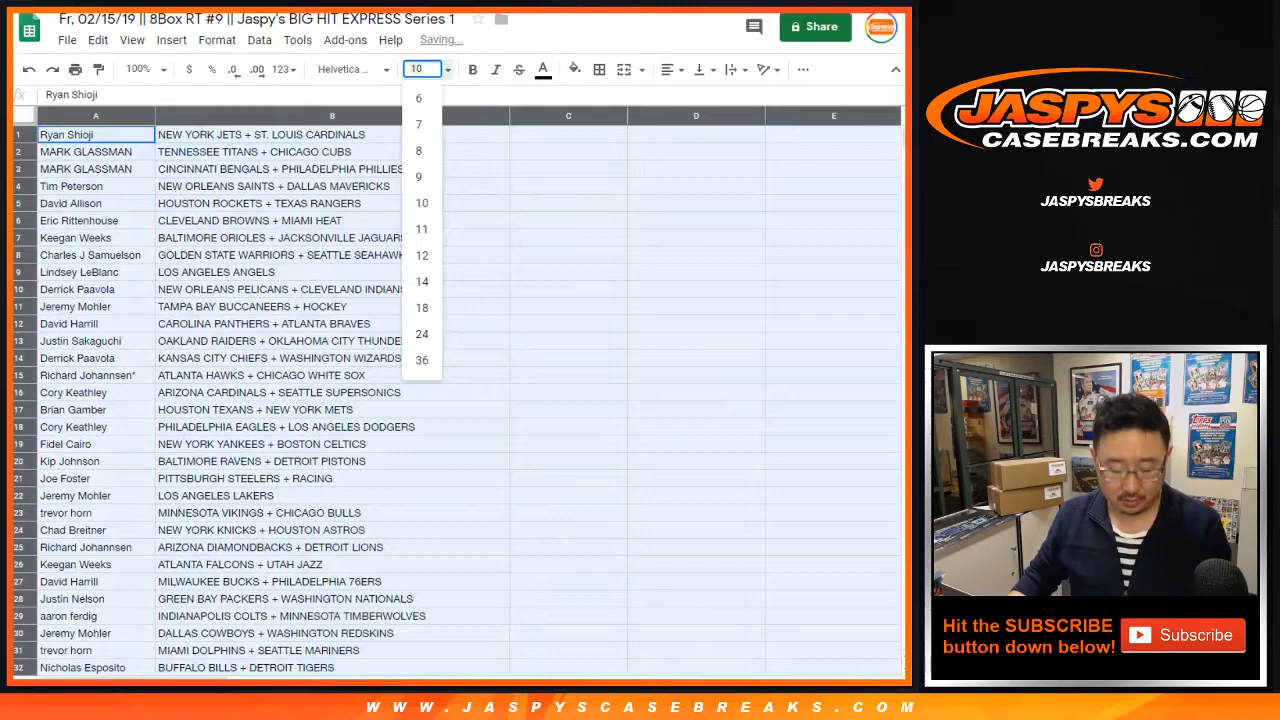 Fr, 02/15/19 || 8Box RT #9 || Jaspy's BIG HIT EXPRESS Series 1
Share
File Edit View Insert Format Data Tools Add-ons Help Saving...
100% $ % .0 .00 123 Helvetica ... 10 B I S A
fx Ryan Shioji
A B C D E
1 Ryan Shioji NEW YORK JETS + ST. LOUIS CARDINALS
2 MARK GLASSMAN TENNESSEE TITANS + CHICAGO CUBS
3 MARK GLASSMAN CINCINNATI BENGALS + PHILADELPHIA PHILLIES
4 Tim Peterson NEW ORLEANS SAINTS + DALLAS MAVERICKS
5 David Allison HOUSTON ROCKETS + TEXAS RANGERS
6 Eric Rittenhouse CLEVELAND BROWNS + MIAMI HEAT
7 Keegan Weeks BALTIMORE ORIOLES + JACKSONVILLE JAGUAR
8 Charles J Samuelson GOLDEN STATE WARRIORS + SEATTLE SEAHAWK
9 Lindsey LeBlanc LOS ANGELES ANGELS
10 Derrick Paavola NEW ORLEANS PELICANS + CLEVELAND INDIAN
11 Jeremy Mohler TAMPA BAY BUCCANEERS + HOCKEY
12 David Harrill CAROLINA PANTHERS + ATLANTA BRAVES
13 Justin Sakaguchi OAKLAND RAIDERS + OKLAHOMA CITY THUNDE
14 Derrick Paavola KANSAS CITY CHIEFS + WASHINGTON WIZARDS
15 Richard Johannsen* ATLANTA HAWKS + CHICAGO WHITE SOX
16 Cory Keathley ARIZONA CARDINALS + SEATTLE SUPERSONICS
17 Brian Gamber HOUSTON TEXANS + NEW YORK METS
18 Cory Keathley PHILADELPHIA EAGLES + LOS ANGELES DODGERS
19 Fidel Cairo NEW YORK YANKEES + BOSTON CELTICS
20 Kip Johnson BALTIMORE RAVENS + DETROIT PISTONS
21 Joe Foster PITTSBURGH STEELERS + RACING
22 Jeremy Mohler LOS ANGELES LAKERS
23 trevor horn MINNESOTA VIKINGS + CHICAGO BULLS
24 Chad Breitner NEW YORK KNICKS + HOUSTON ASTROS
25 Richard Johannsen ARIZONA DIAMONDBACKS + DETROIT LIONS
26 Keegan Weeks ATLANTA FALCONS + UTAH JAZZ
27 David Harrill MILWAUKEE BUCKS + PHILADELPHIA 76ERS
28 Justin Nelson GREEN BAY PACKERS + WASHINGTON NATIONALS
29 aaron ferdig INDIANAPOLIS COLTS + MINNESOTA TIMBERWOLVES
30 Jeremy Mohler DALLAS COWBOYS + WASHINGTON REDSKINS
31 trevor horn MIAMI DOLPHINS + SEATTLE MARINERS
32 Nicholas Esposito BUFFALO BILLS + DETROIT TIGERS
6
7
8
9
10
11
12
14
18
24
36
JASPYS
CASEBREAKS.COM
JASPYSBREAKS
JASPYSBREAKS
Topps
Hit the SUBSCRIBE
button down below!
Subscribe
WWW.JASPYSCASEBREAKS.COM